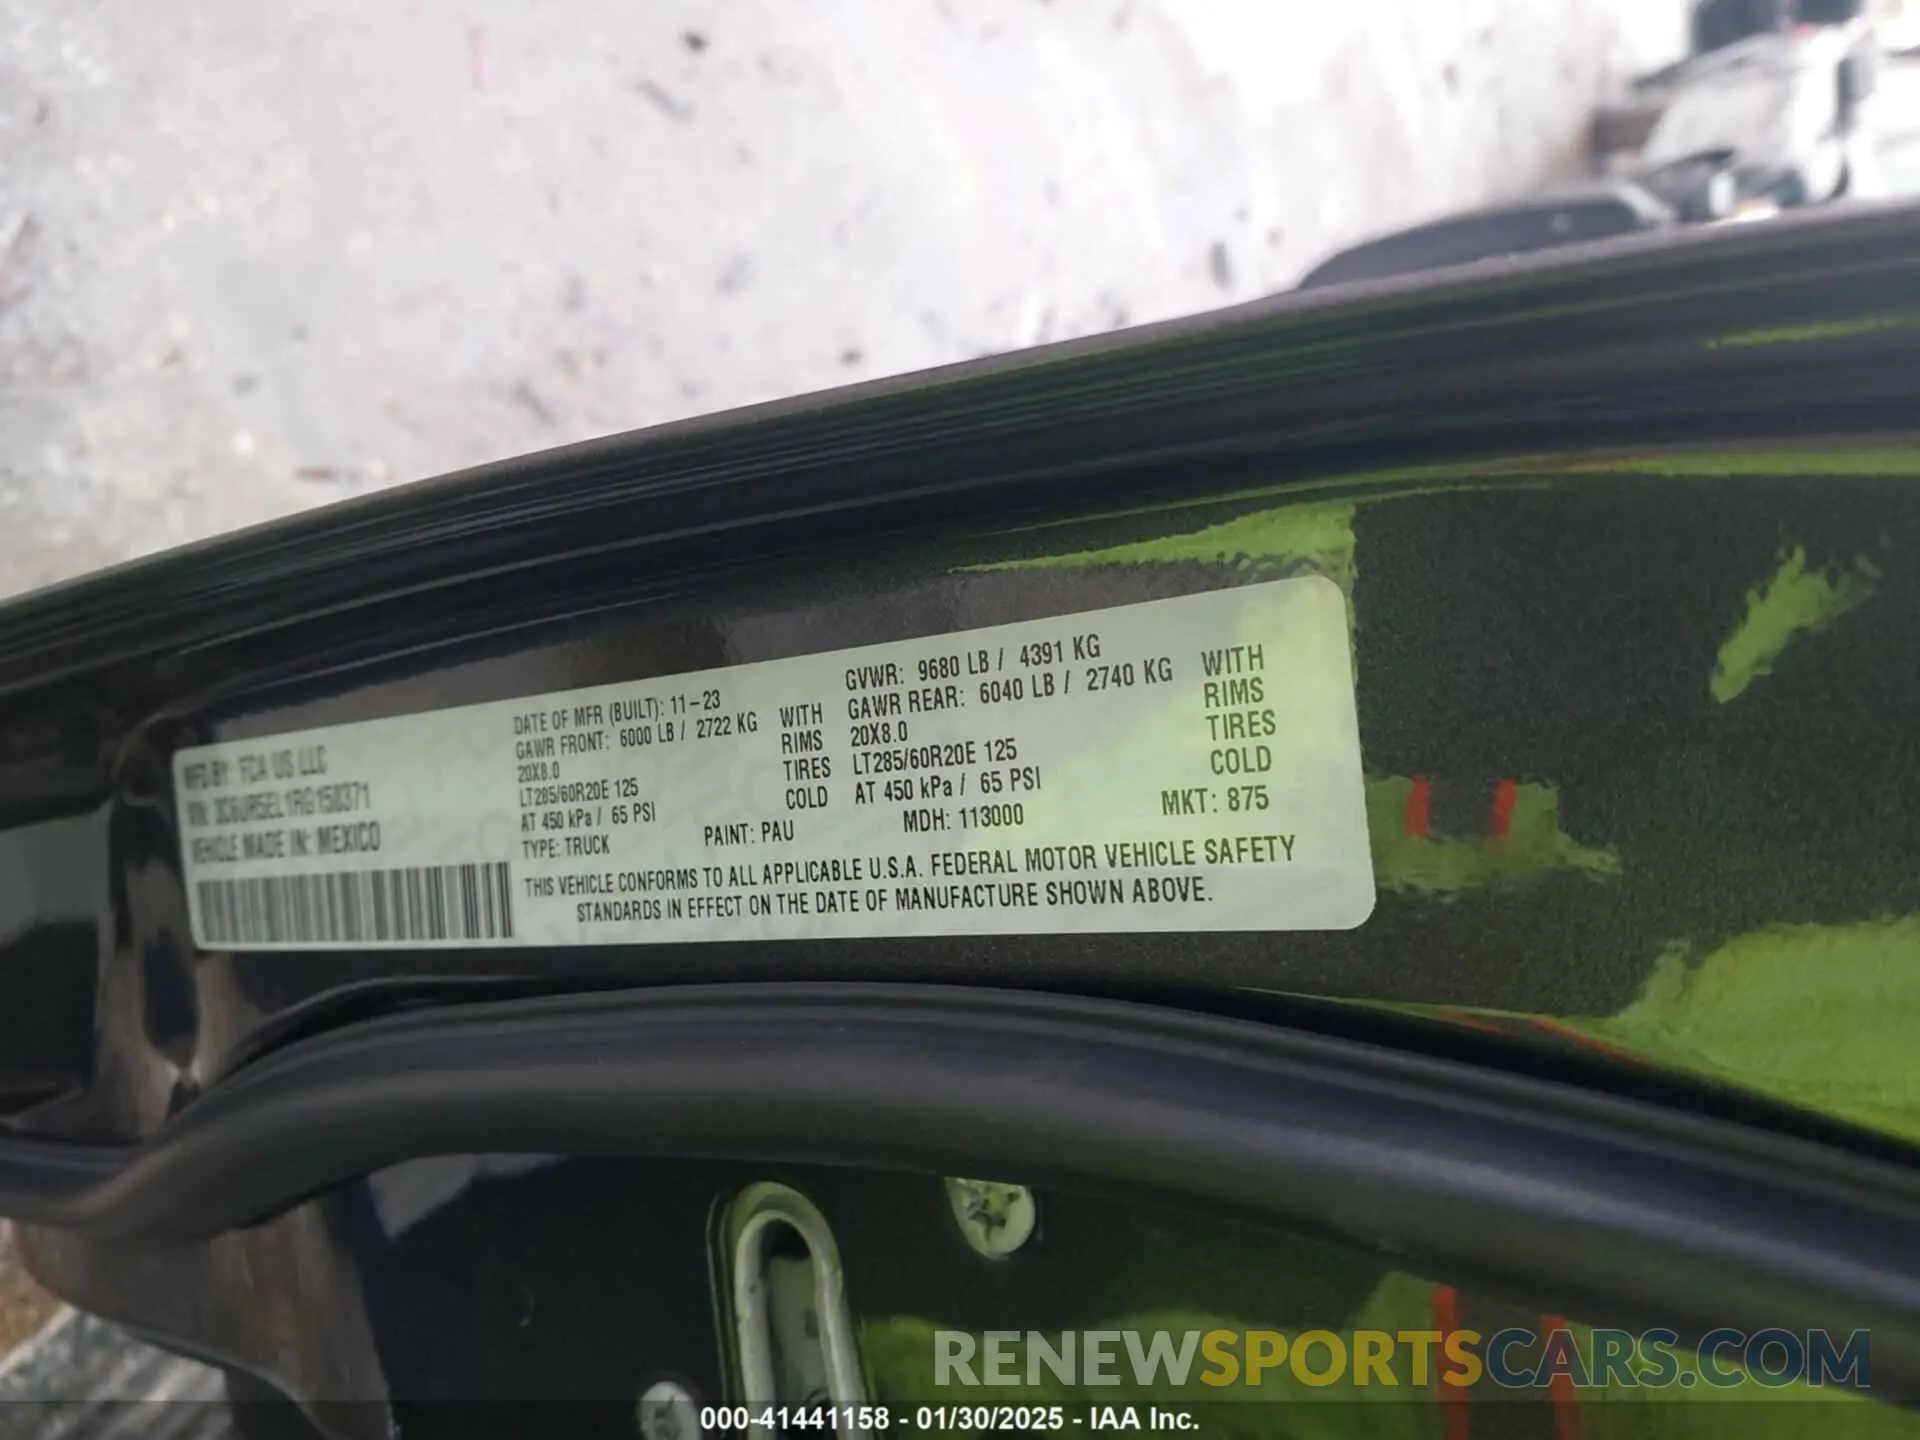 MFD BY: FCA US LLC
VIN: 3C6UR5EL1RG158371
VEHICLE MADE IN: MEXICO
DATE OF MFR (BUILT): 11-23
GAWR FRONT: 6000 LB / 2722 KG WITH
20X8.0 RIMS
LT285/60R20E 125 TIRES
AT 450 kPa / 65 PSI COLD
TYPE: TRUCK PAINT: PAU
GVWR: 9680 LB / 4391 KG
GAWR REAR: 6040 LB / 2740 KG WITH
20X8.0 RIMS
LT285/60R20E 125 TIRES
AT 450 kPa / 65 PSI COLD
MDH: 113000 MKT: 875
THIS VEHICLE CONFORMS TO ALL APPLICABLE U.S.A. FEDERAL MOTOR VEHICLE SAFETY
STANDARDS IN EFFECT ON THE DATE OF MANUFACTURE SHOWN ABOVE.
RENEWSPORTSCARS.COM
000-41441158 - 01/30/2025 - IAA Inc.